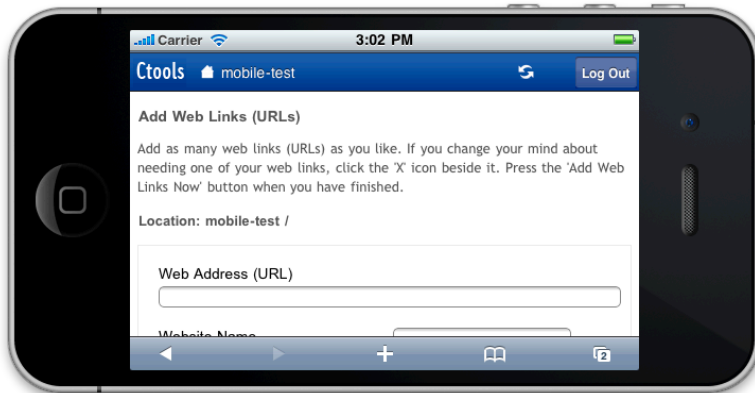 Carrier 3:02 PM
Ctools mobile-test Log Out
Add Web Links (URLs)
Add as many web links (URLs) as you like. If you change your mind about
needing one of your web links, click the 'X' icon beside it. Press the 'Add Web
Links Now' button when you have finished.
Location: mobile-test /
Web Address (URL)
Website Name
2